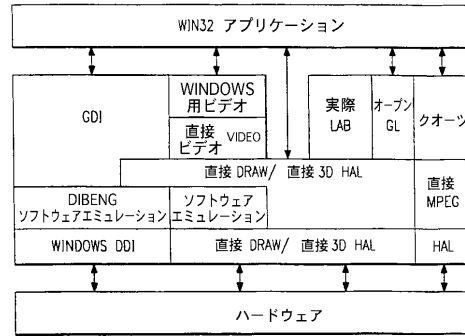 WIN32 アプリケーション
GDI
WINDOWS
用ビデオ
直接
ビデオ VIDEO
実際
LAB
オープン
GL
クオーツ
直接 DRAW/ 直接 3D HAL
直接
MPEG
DIBENG
ソフトウェアエミュレーション
ソフトウェア
エミュレーション
WINDOWS DDI
直接 DRAW/ 直接 3D HAL
HAL
ハードウェア